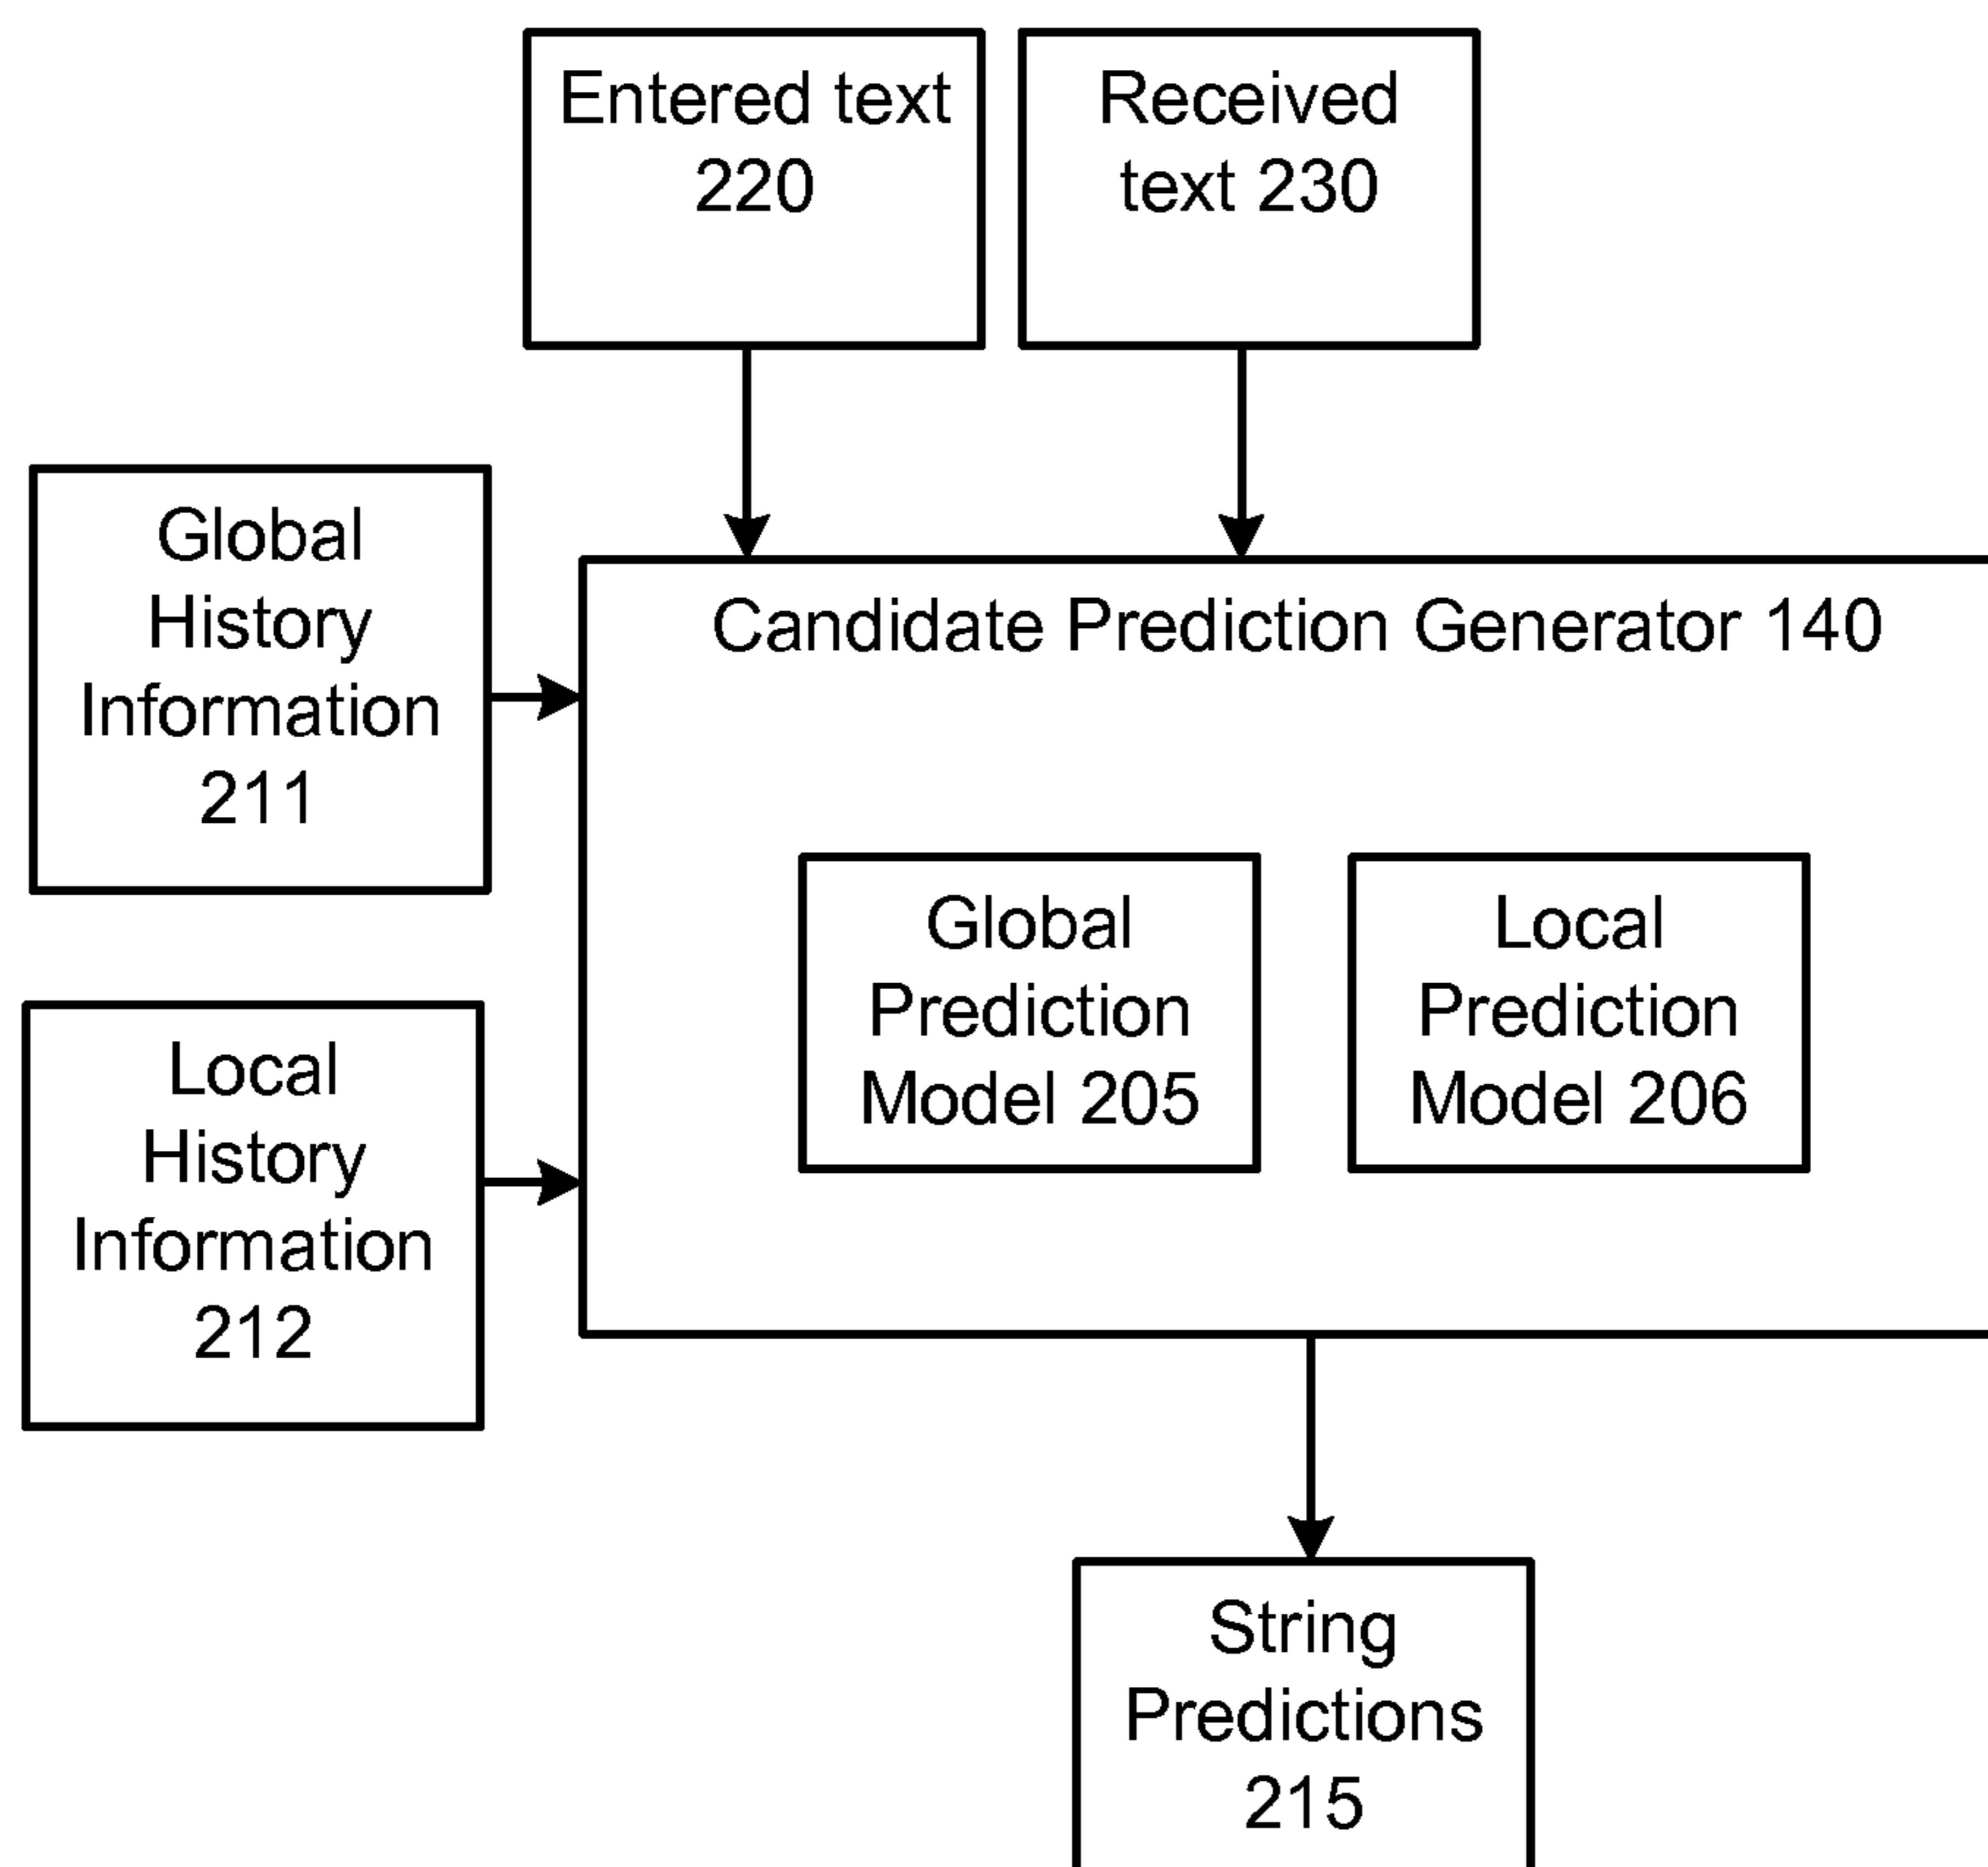 Entered text
220
Received
text 230
Global
History
Information
211
Candidate Prediction Generator 140
Global
Prediction
Model 205
Local
Prediction
Model 206
Local
History
Information
212
String
Predictions
215